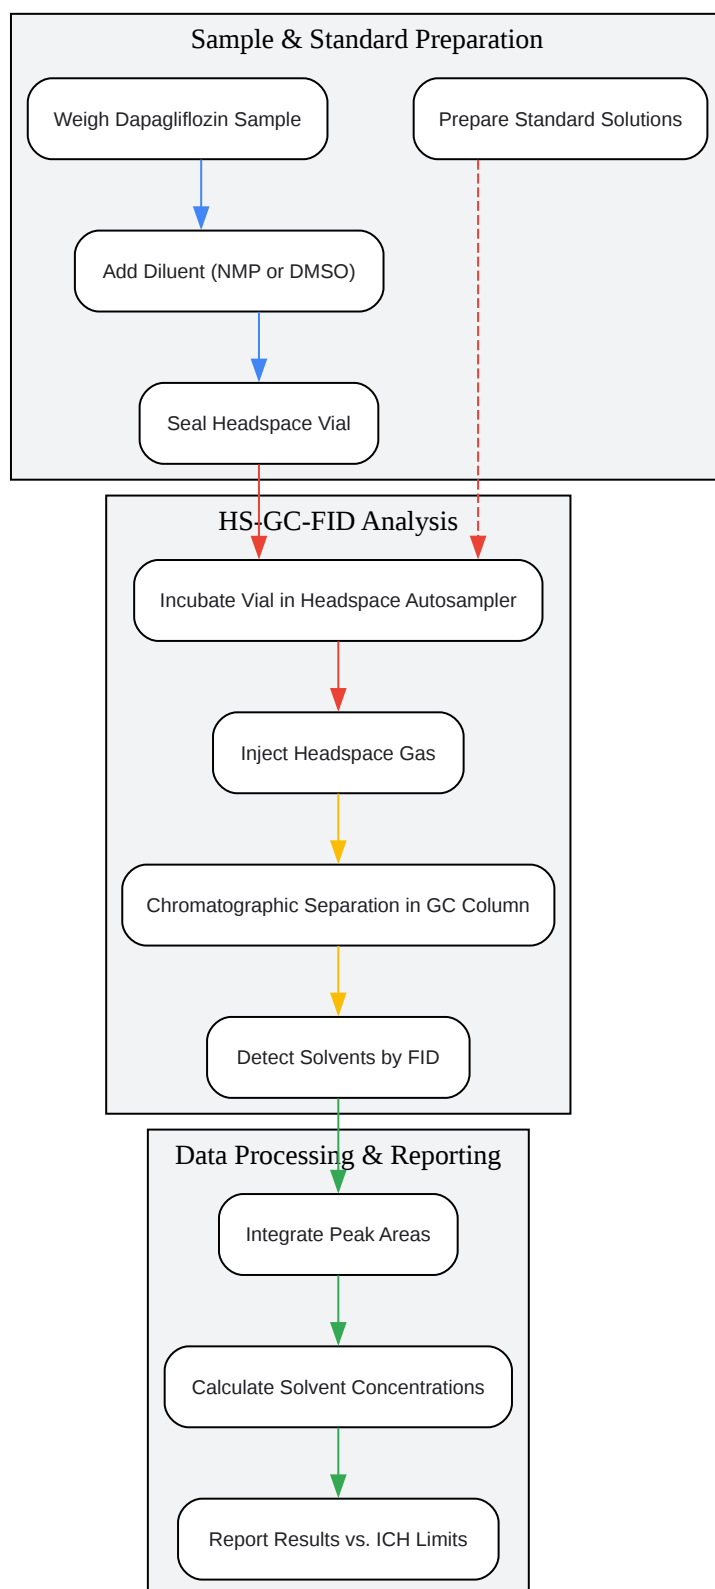 Sample & Standard Preparation
Weigh Dapagliflozin Sample
Prepare Standard Solutions
Add Diluent (NMP or DMSO)
Seal Headspace Vial
HS-GC-FID Analysis
Incubate Vial in Headspace Autosampler
Inject Headspace Gas
Chromatographic Separation in GC Column
Detect Solvents by FID
Data Processing & Reporting
Integrate Peak Areas
Calculate Solvent Concentrations
Report Results vs. ICH Limits